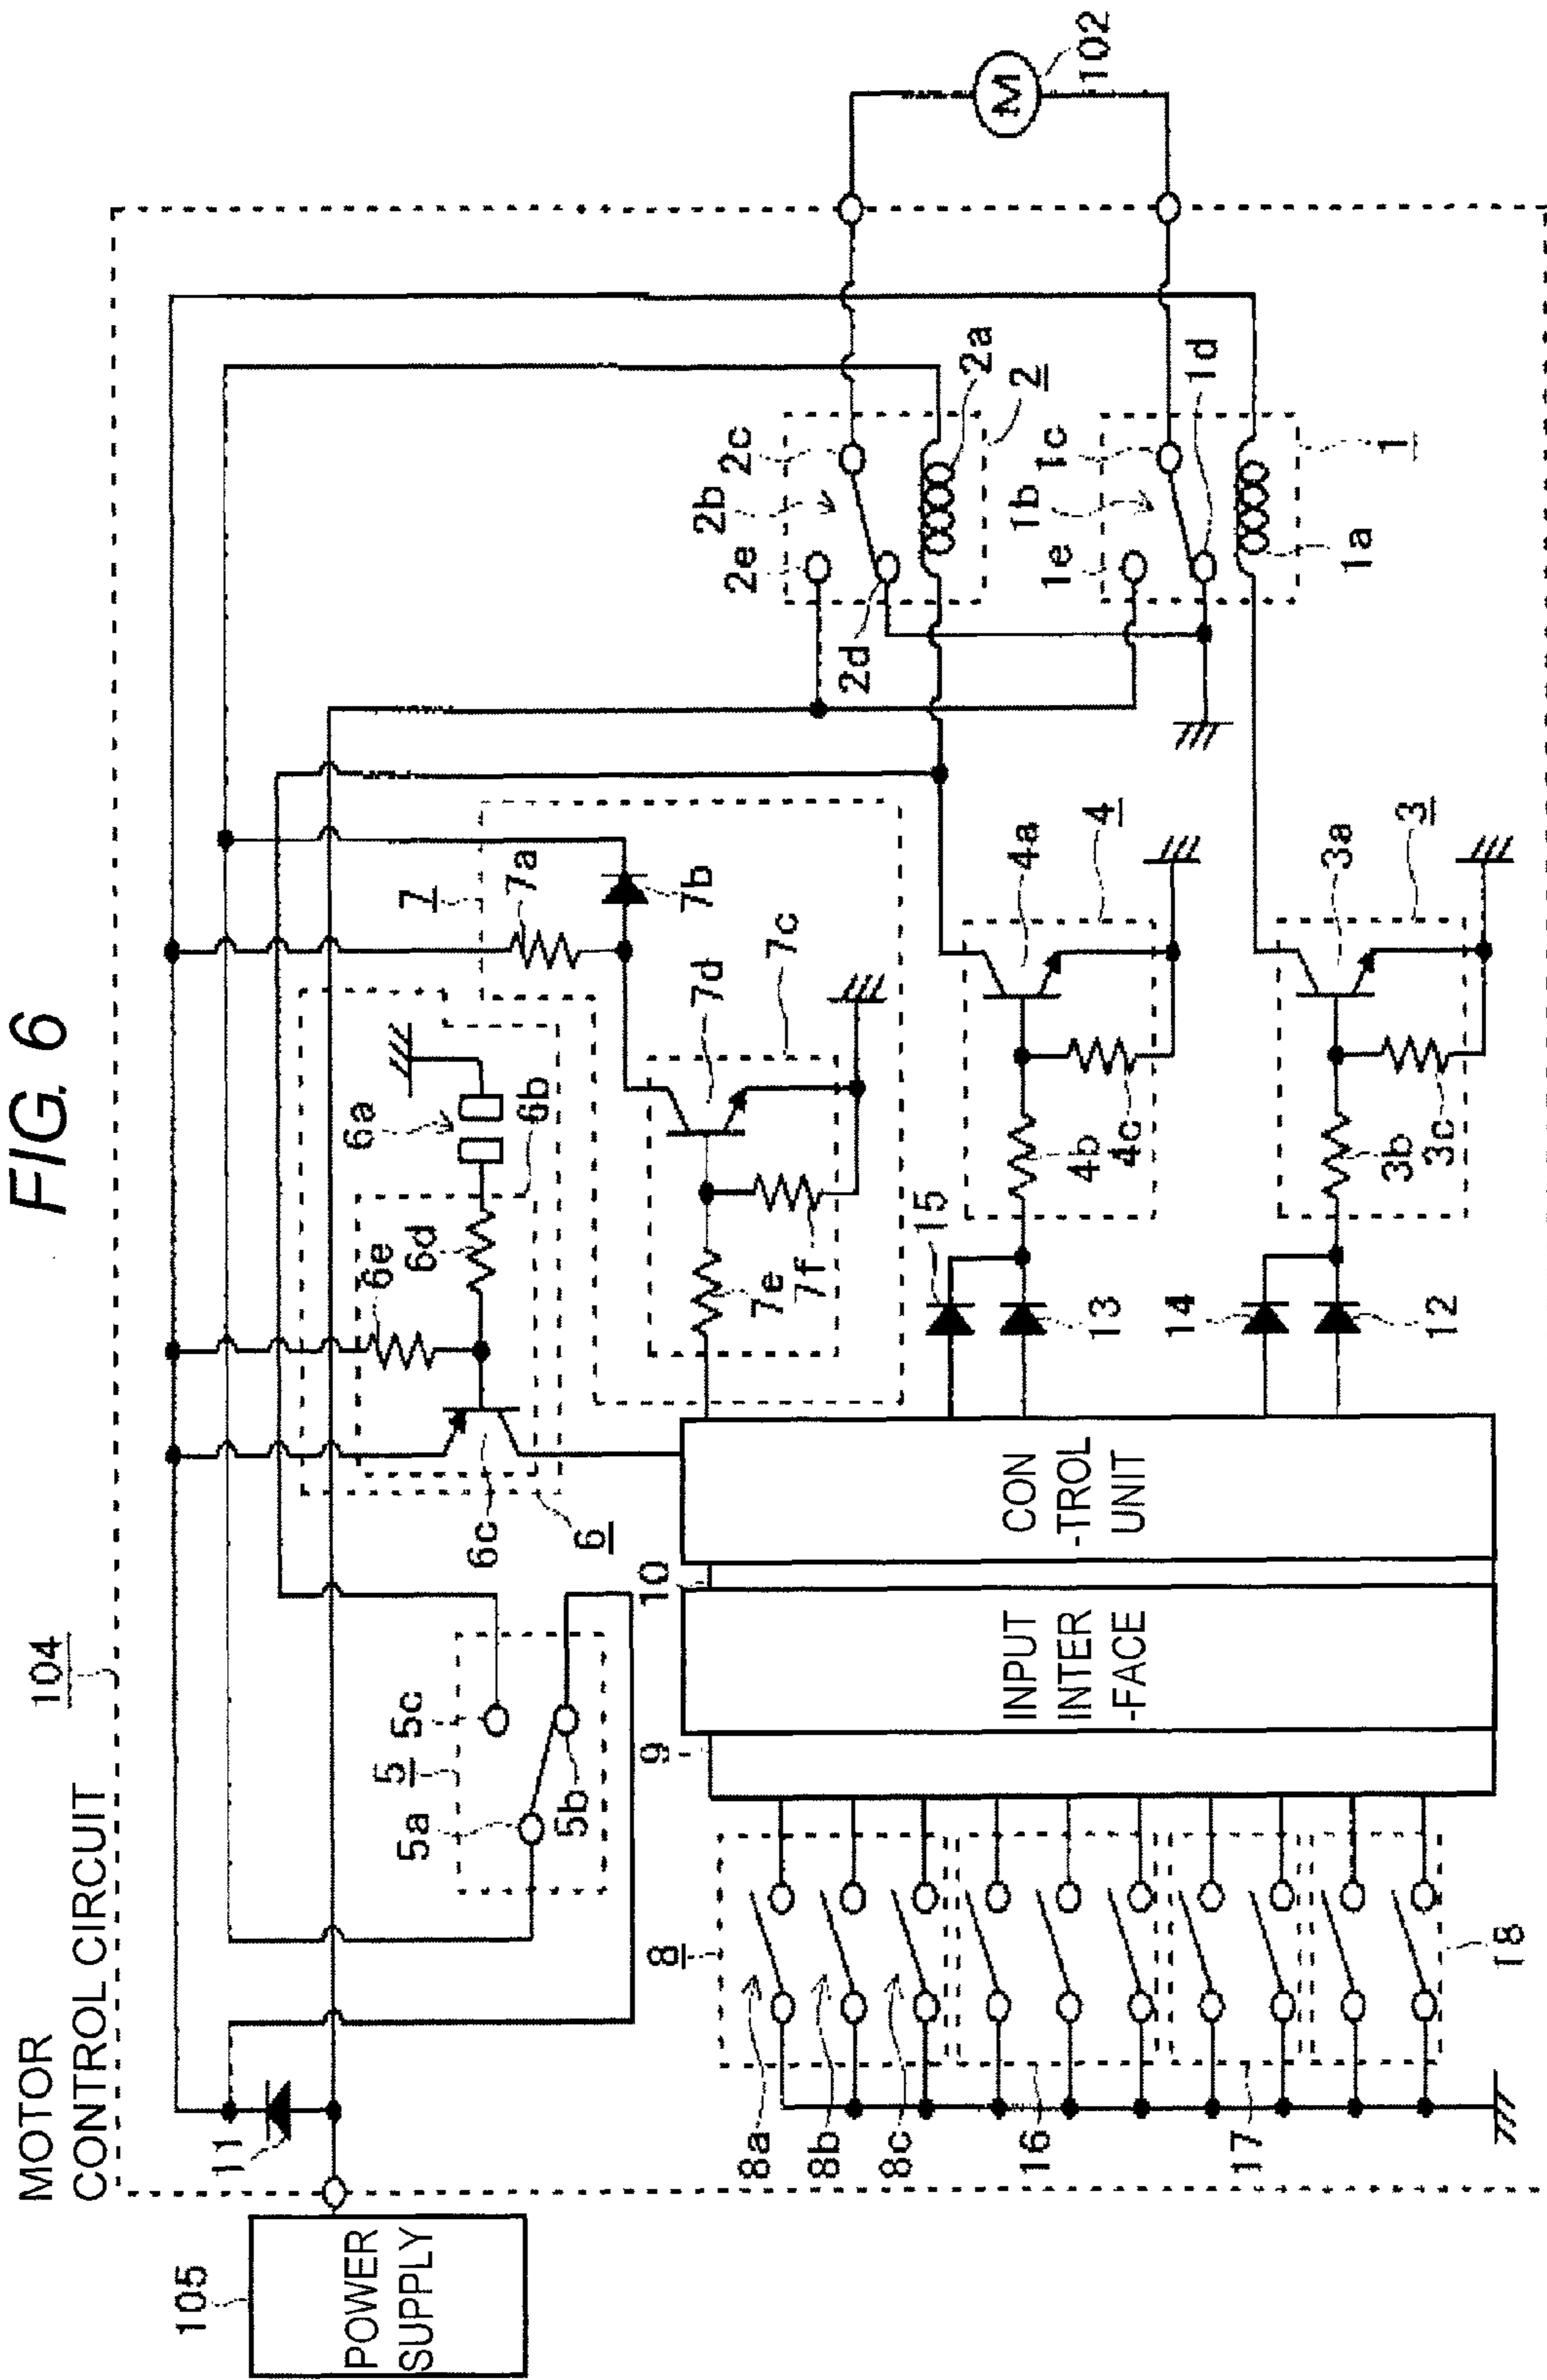 FIG. 6
MOTOR
CONTROL CIRCUIT
104
105
POWER
SUPPLY
11
5
5a
5b
5c
6
6a
6b
6c
6d
6e
7
7a
7b
7c
7d
7e
7f
2
2a
2b
2c
2d
2e
1
1a
1b
1c
1d
1e
M
102
8
8a
8b
8c
16
17
18
9
INPUT
INTER
-FACE
10
CON
-TROL
UNIT
15
13
14
12
4
4a
4b
4c
3
3a
3b
3c